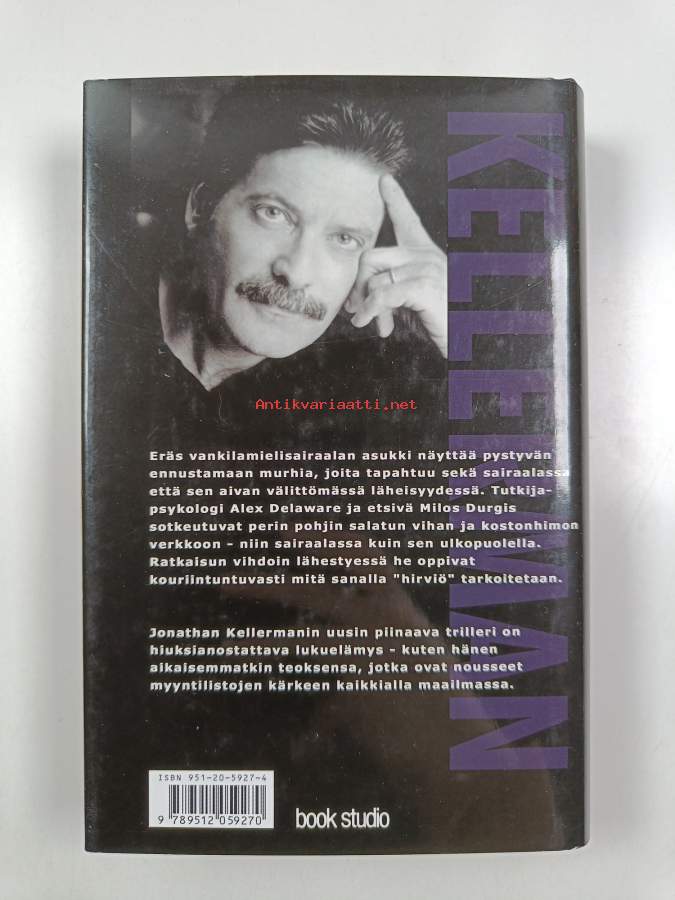 KELLERMAN
Antikvariaatti.net
Eräs vankilamielisairaalan asukki näyttää pystyvän
ennustamaan murhia, joita tapahtuu sekä sairaalassa
että sen aivan välittömässä läheisyydessä. Tutkija-
psykologi Alex Delaware ja etsivä Milos Durgis
sotkeutuvat perin pohjin salatun vihan ja kostonhimon
verkkoon - niin sairaalassa kuin sen ulkopuolella.
Ratkaisun vihdoin lähestyessä he oppivat
kouriintuntuvasti mitä sanalla "hirviö" tarkoitetaan.
Jonathan Kellermanin uusin piinaava trilleri on
hiuksianostattava lukuelämys - kuten hänen
aikaisemmatkin teoksensa, jotka ovat nousseet
myyntilistojen kärkeen kaikkialla maailmassa.
ISBN 951-20-5927-4
9 789512 059270
book studio